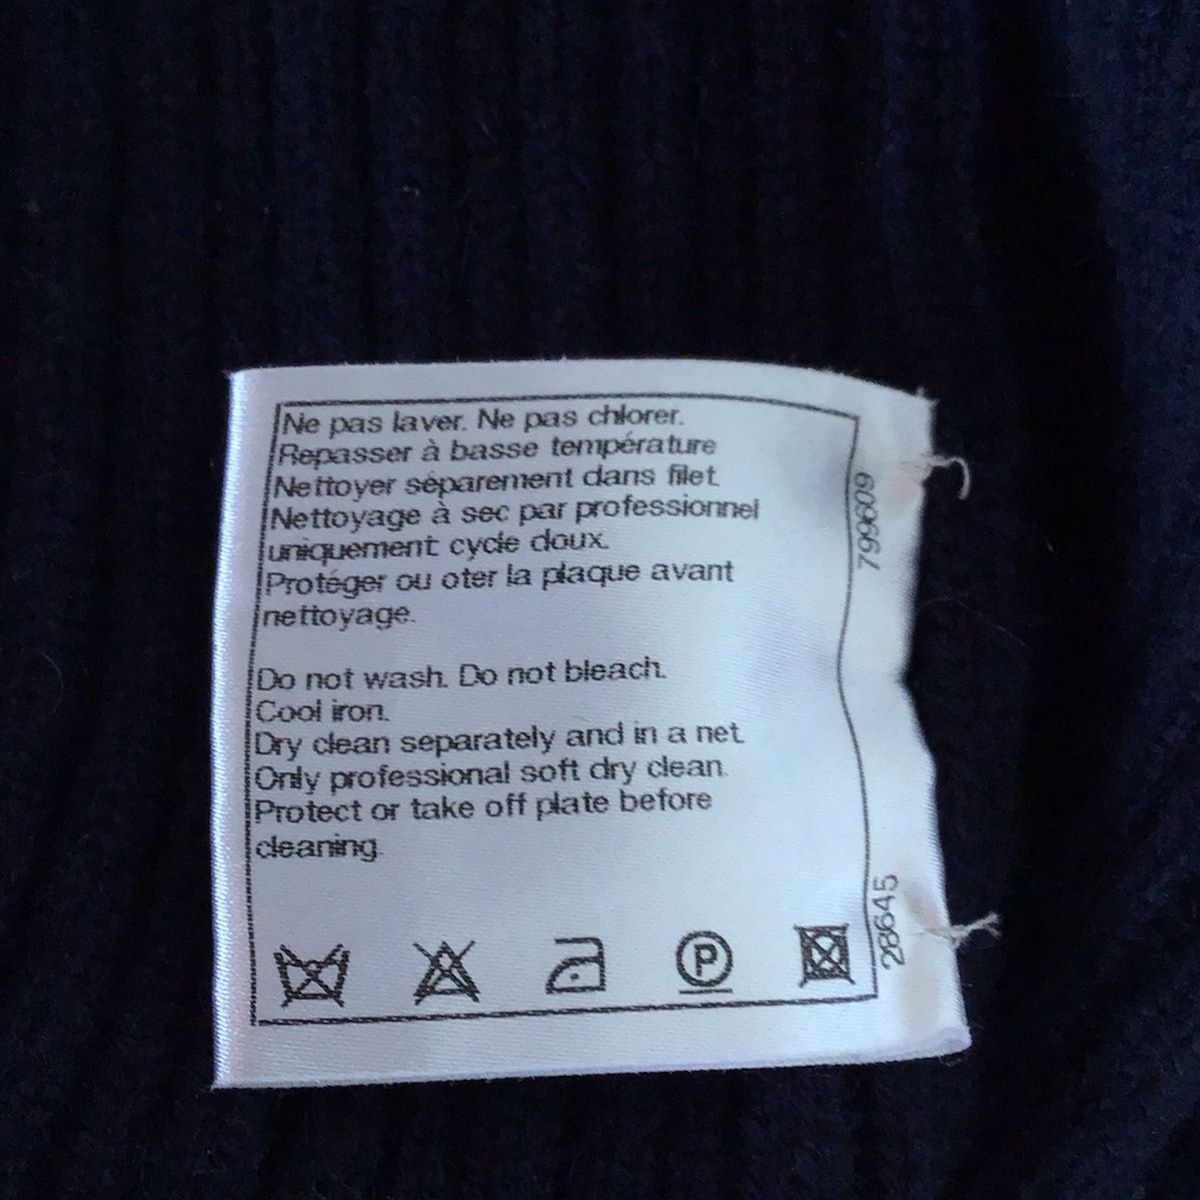 Ne pas laver. Ne pas chlorer.
Repasser à basse température
Nettoyer séparement dans filet.
Nettoyage à sec par professionnel
uniquement cycle doux.
Protéger ou oter la plaque avant
nettoyage.
Do not wash. Do not bleach.
Cool iron.
Dry clean separately and in a net.
Only professional soft dry clean.
Protect or take off plate before
cleaning.
P
799609
28645